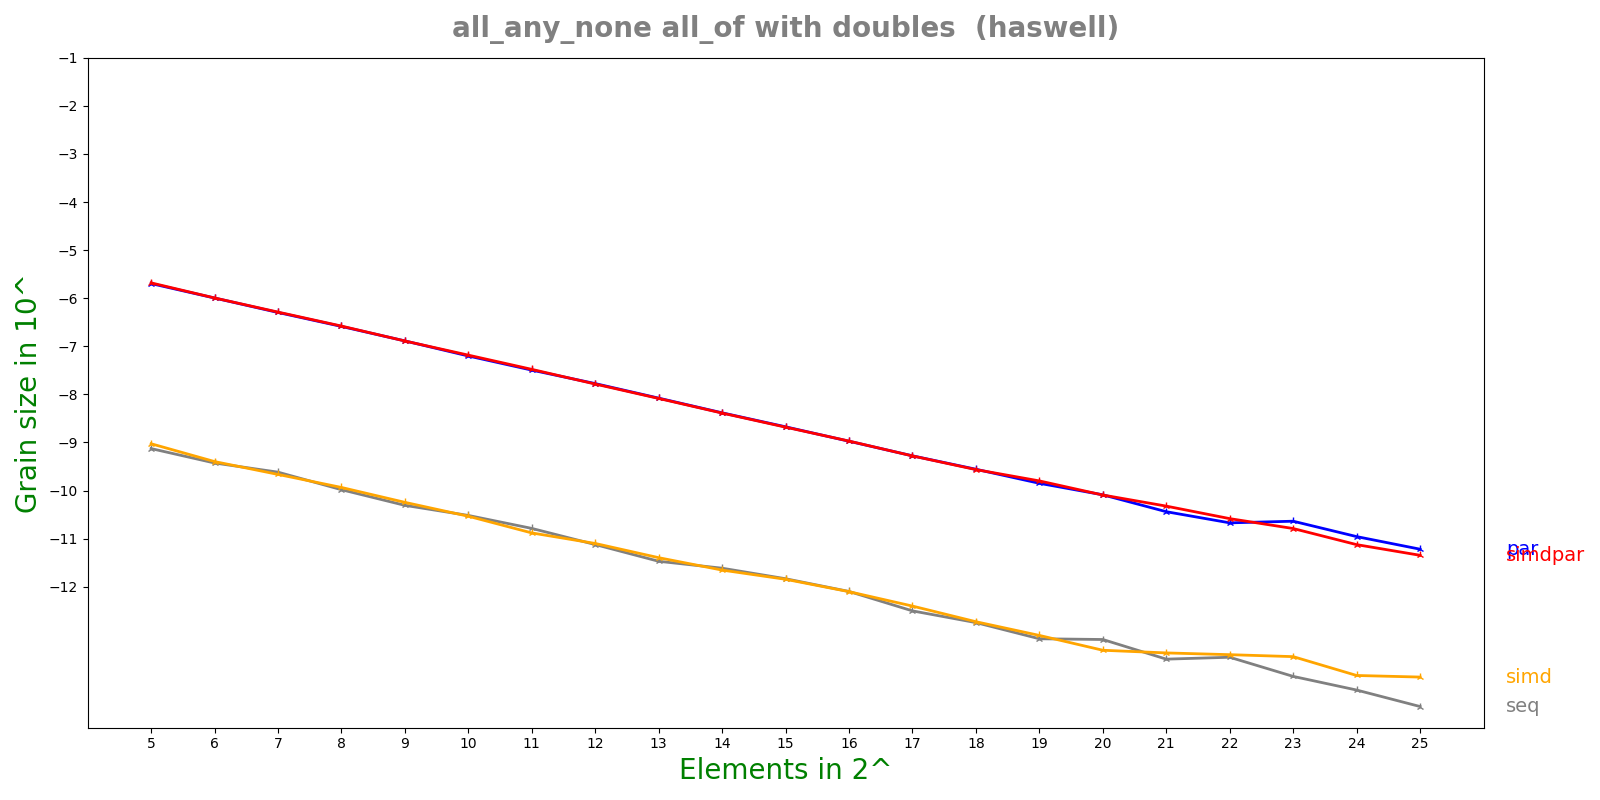 all_any_none all_of with doubles  (haswell)
Grain size in 10^
−1
−2
−3
−4
−5
−6
−7
−8
−9
−10
−11
−12
par
simdpar
simd
seq
5 6 7 8 9 10 11 12 13 14 15 16 17 18 19 20 21 22 23 24 25
Elements in 2^